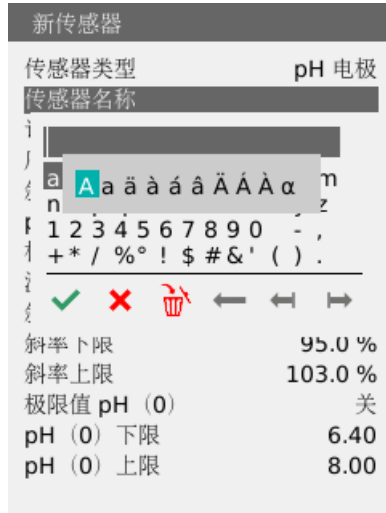 新传感器
传感器类型 pH 电极
传感器名称
A a ä à á â Ä Á À α
a m
n z
1 2 3 4 5 6 7 8 9 0 - ,
+ * / % ° ! $ # & ' ( ) .
斜率下限 95.0 %
斜率上限 103.0 %
极限值 pH（0） 关
pH（0）下限 6.40
pH（0）上限 8.00